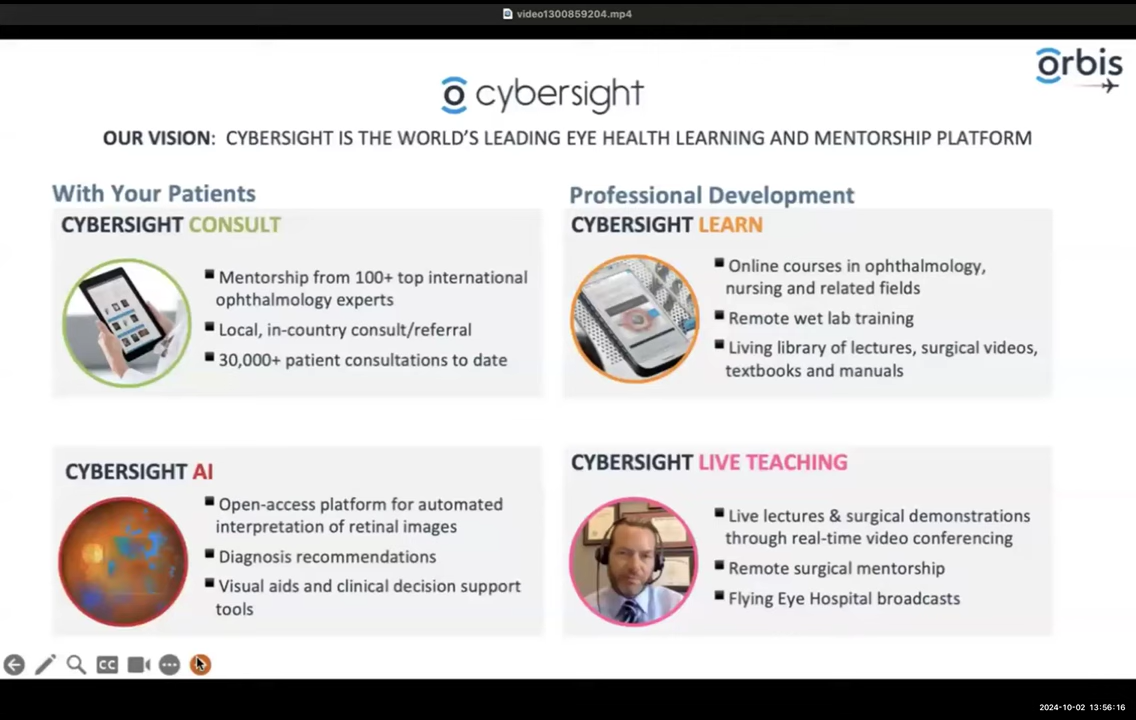 video1300859204.mp4
orbis
cybersight
OUR VISION: CYBERSIGHT IS THE WORLD'S LEADING EYE HEALTH LEARNING AND MENTORSHIP PLATFORM
With Your Patients
CYBERSIGHT CONSULT
Mentorship from 100+ top international
ophthalmology experts
Local, in-country consult/referral
30,000+ patient consultations to date
Professional Development
CYBERSIGHT LEARN
Online courses in ophthalmology,
nursing and related fields
Remote wet lab training
Living library of lectures, surgical videos,
textbooks and manuals
CYBERSIGHT AI
Open-access platform for automated
interpretation of retinal images
Diagnosis recommendations
Visual aids and clinical decision support
tools
CYBERSIGHT LIVE TEACHING
Live lectures & surgical demonstrations
through real-time video conferencing
Remote surgical mentorship
Flying Eye Hospital broadcasts
CC
2024-10-02 13:56:16